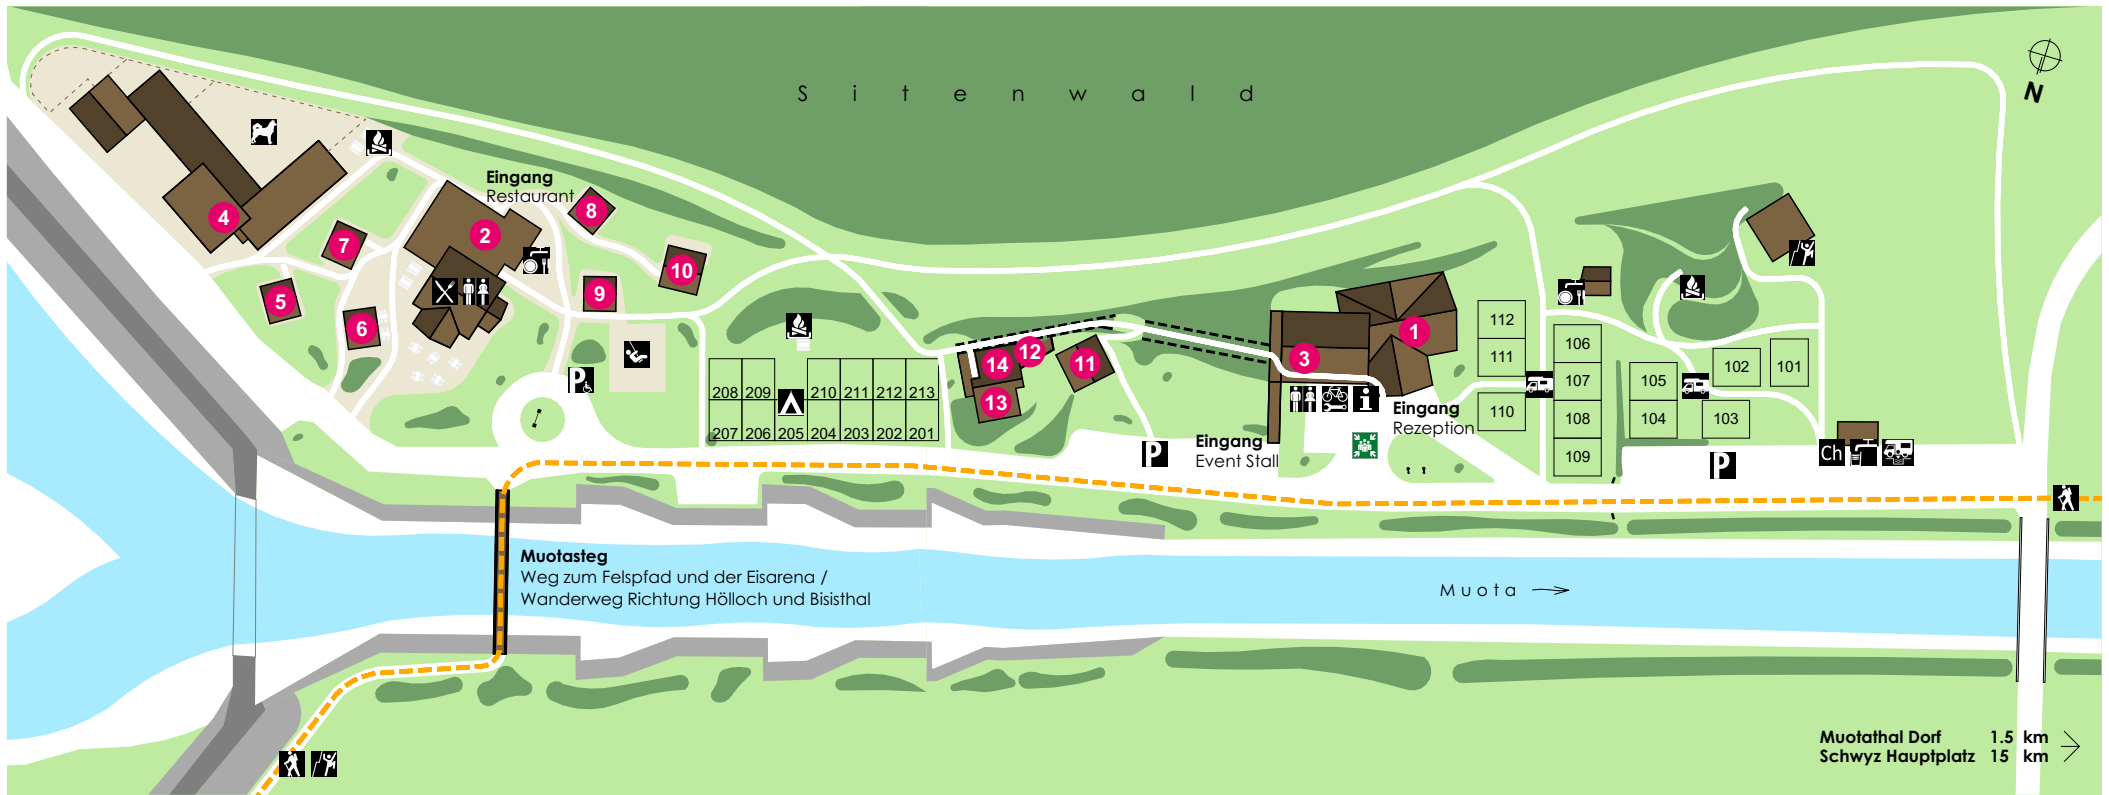 Sitenwald
N
Eingang
Restaurant
4
7
2
8
10
5
6
9
P
208 209 210 211 212 213
207 206 205 204 203 202 201
14
12
11
13
P
3
1
i
Eingang
Rezeption
Eingang
Event Stall
112
111
110
106
107
108
109
105
104
102
101
103
P
Ch
Muotasteg
Weg zum Felspfad und der Eisarena /
Wanderweg Richtung Hölloch und Bisisthal
Muota
Muotathal Dorf 1.5 km
Schwyz Hauptplatz 15 km